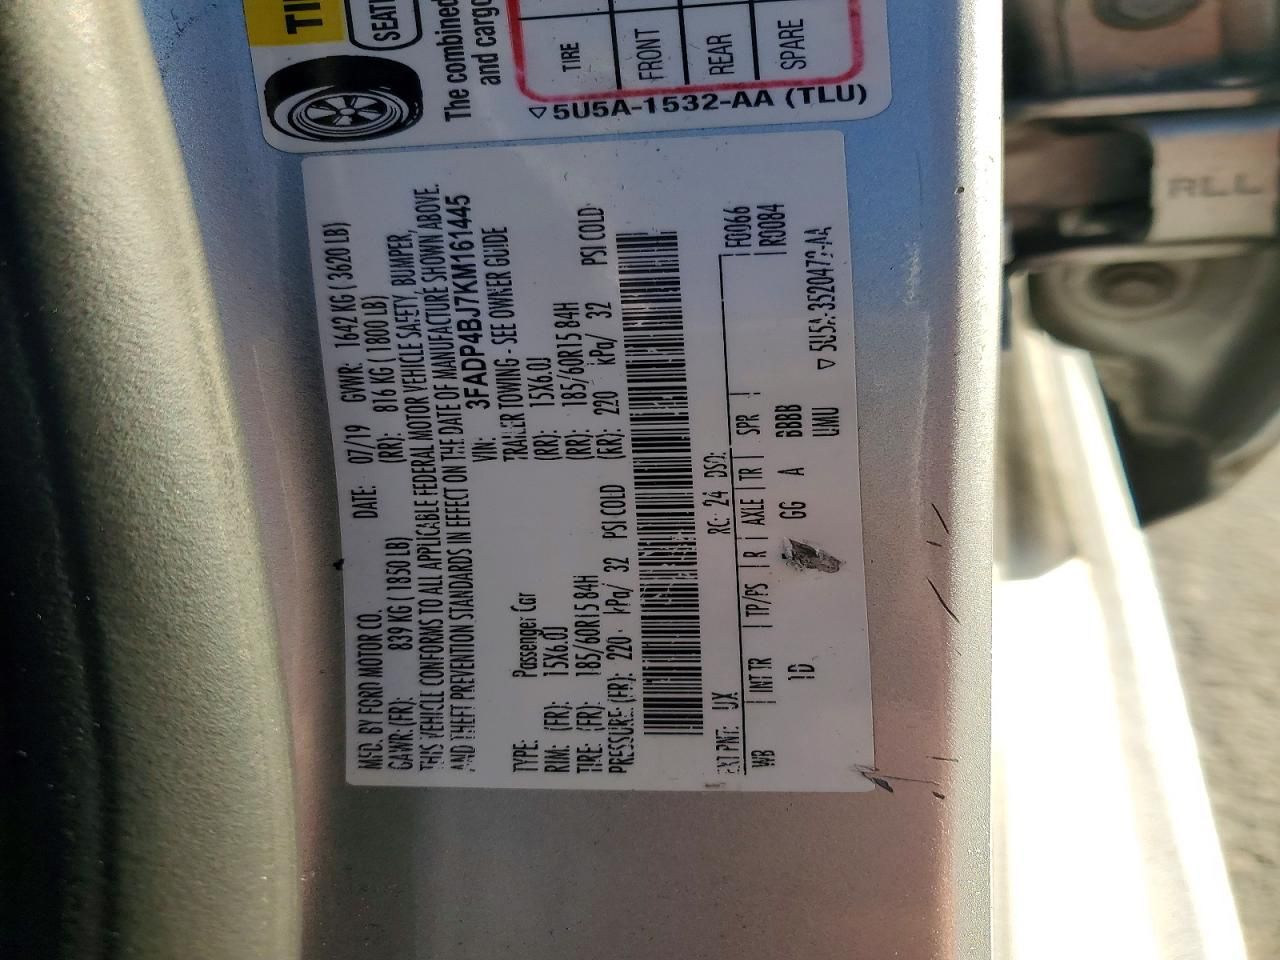 TI
SEATI
The combined
and cargo
TIRE
FRONT
REAR
SPARE
5U5A-1532-AA (TLU)
MFD. BY FORD MOTOR CO. DATE: 07/19 GVWR: 1642 KG ( 3620 LB)
GAWR: (FR): 839 KG ( 1850 LB) (RR): 816 KG ( 1800 LB)
THIS VEHICLE CONFORMS TO ALL APPLICABLE FEDERAL MOTOR VEHICLE SAFETY, BUMPER,
AND THEFT PREVENTION STANDARDS IN EFFECT ON THE DATE OF MANUFACTURE SHOWN ABOVE.
VIN: 3FADP4BJ7KM161445
TYPE: Passenger Car TRAILER TOWING - SEE OWNER GUIDE
RIM: (FR): 15X6.0J (RR): 15X6.0J
TIRE: (FR): 185/60R15 84H (RR): 185/60R15 84H
PRESSURE: (FR): 220 kPa/ 32 PSI COLD (RR): 220 kPa/ 32 PSI COLD
EXT PNT: UX RC: 24 DSO: F0066
R0084
WB INT TR TP/PS R AXLE TR SPR
1D GG A BBBB
UMU
RLL